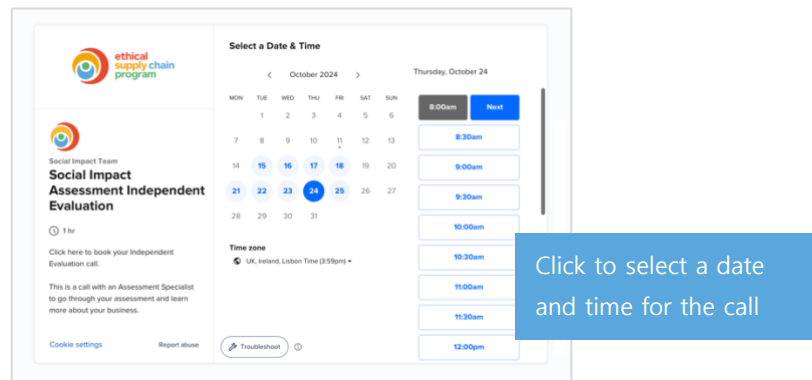 ethical
supply chain
program
Social Impact Team
Social Impact
Assessment Independent
Evaluation
1 hr
Click here to book your Independent
Evaluation call.
This is a call with an Assessment Specialist
to go through your assessment and learn
more about your business.
Cookie settings Report abuse
Select a Date & Time
< October 2024 >
MON TUE WED THU FRI SAT SUN
1 2 3 4 5 6
7 8 9 10 11 12 13
14 15 16 17 18 19 20
21 22 23 24 25 26 27
28 29 30 31
Time zone
UK, Ireland, Lisbon Time (3:59pm)
Troubleshoot
Thursday, October 24
8:00am Next
8:30am
9:00am
9:30am
10:00am
10:30am
11:00am
11:30am
12:00pm
Click to select a date
and time for the call